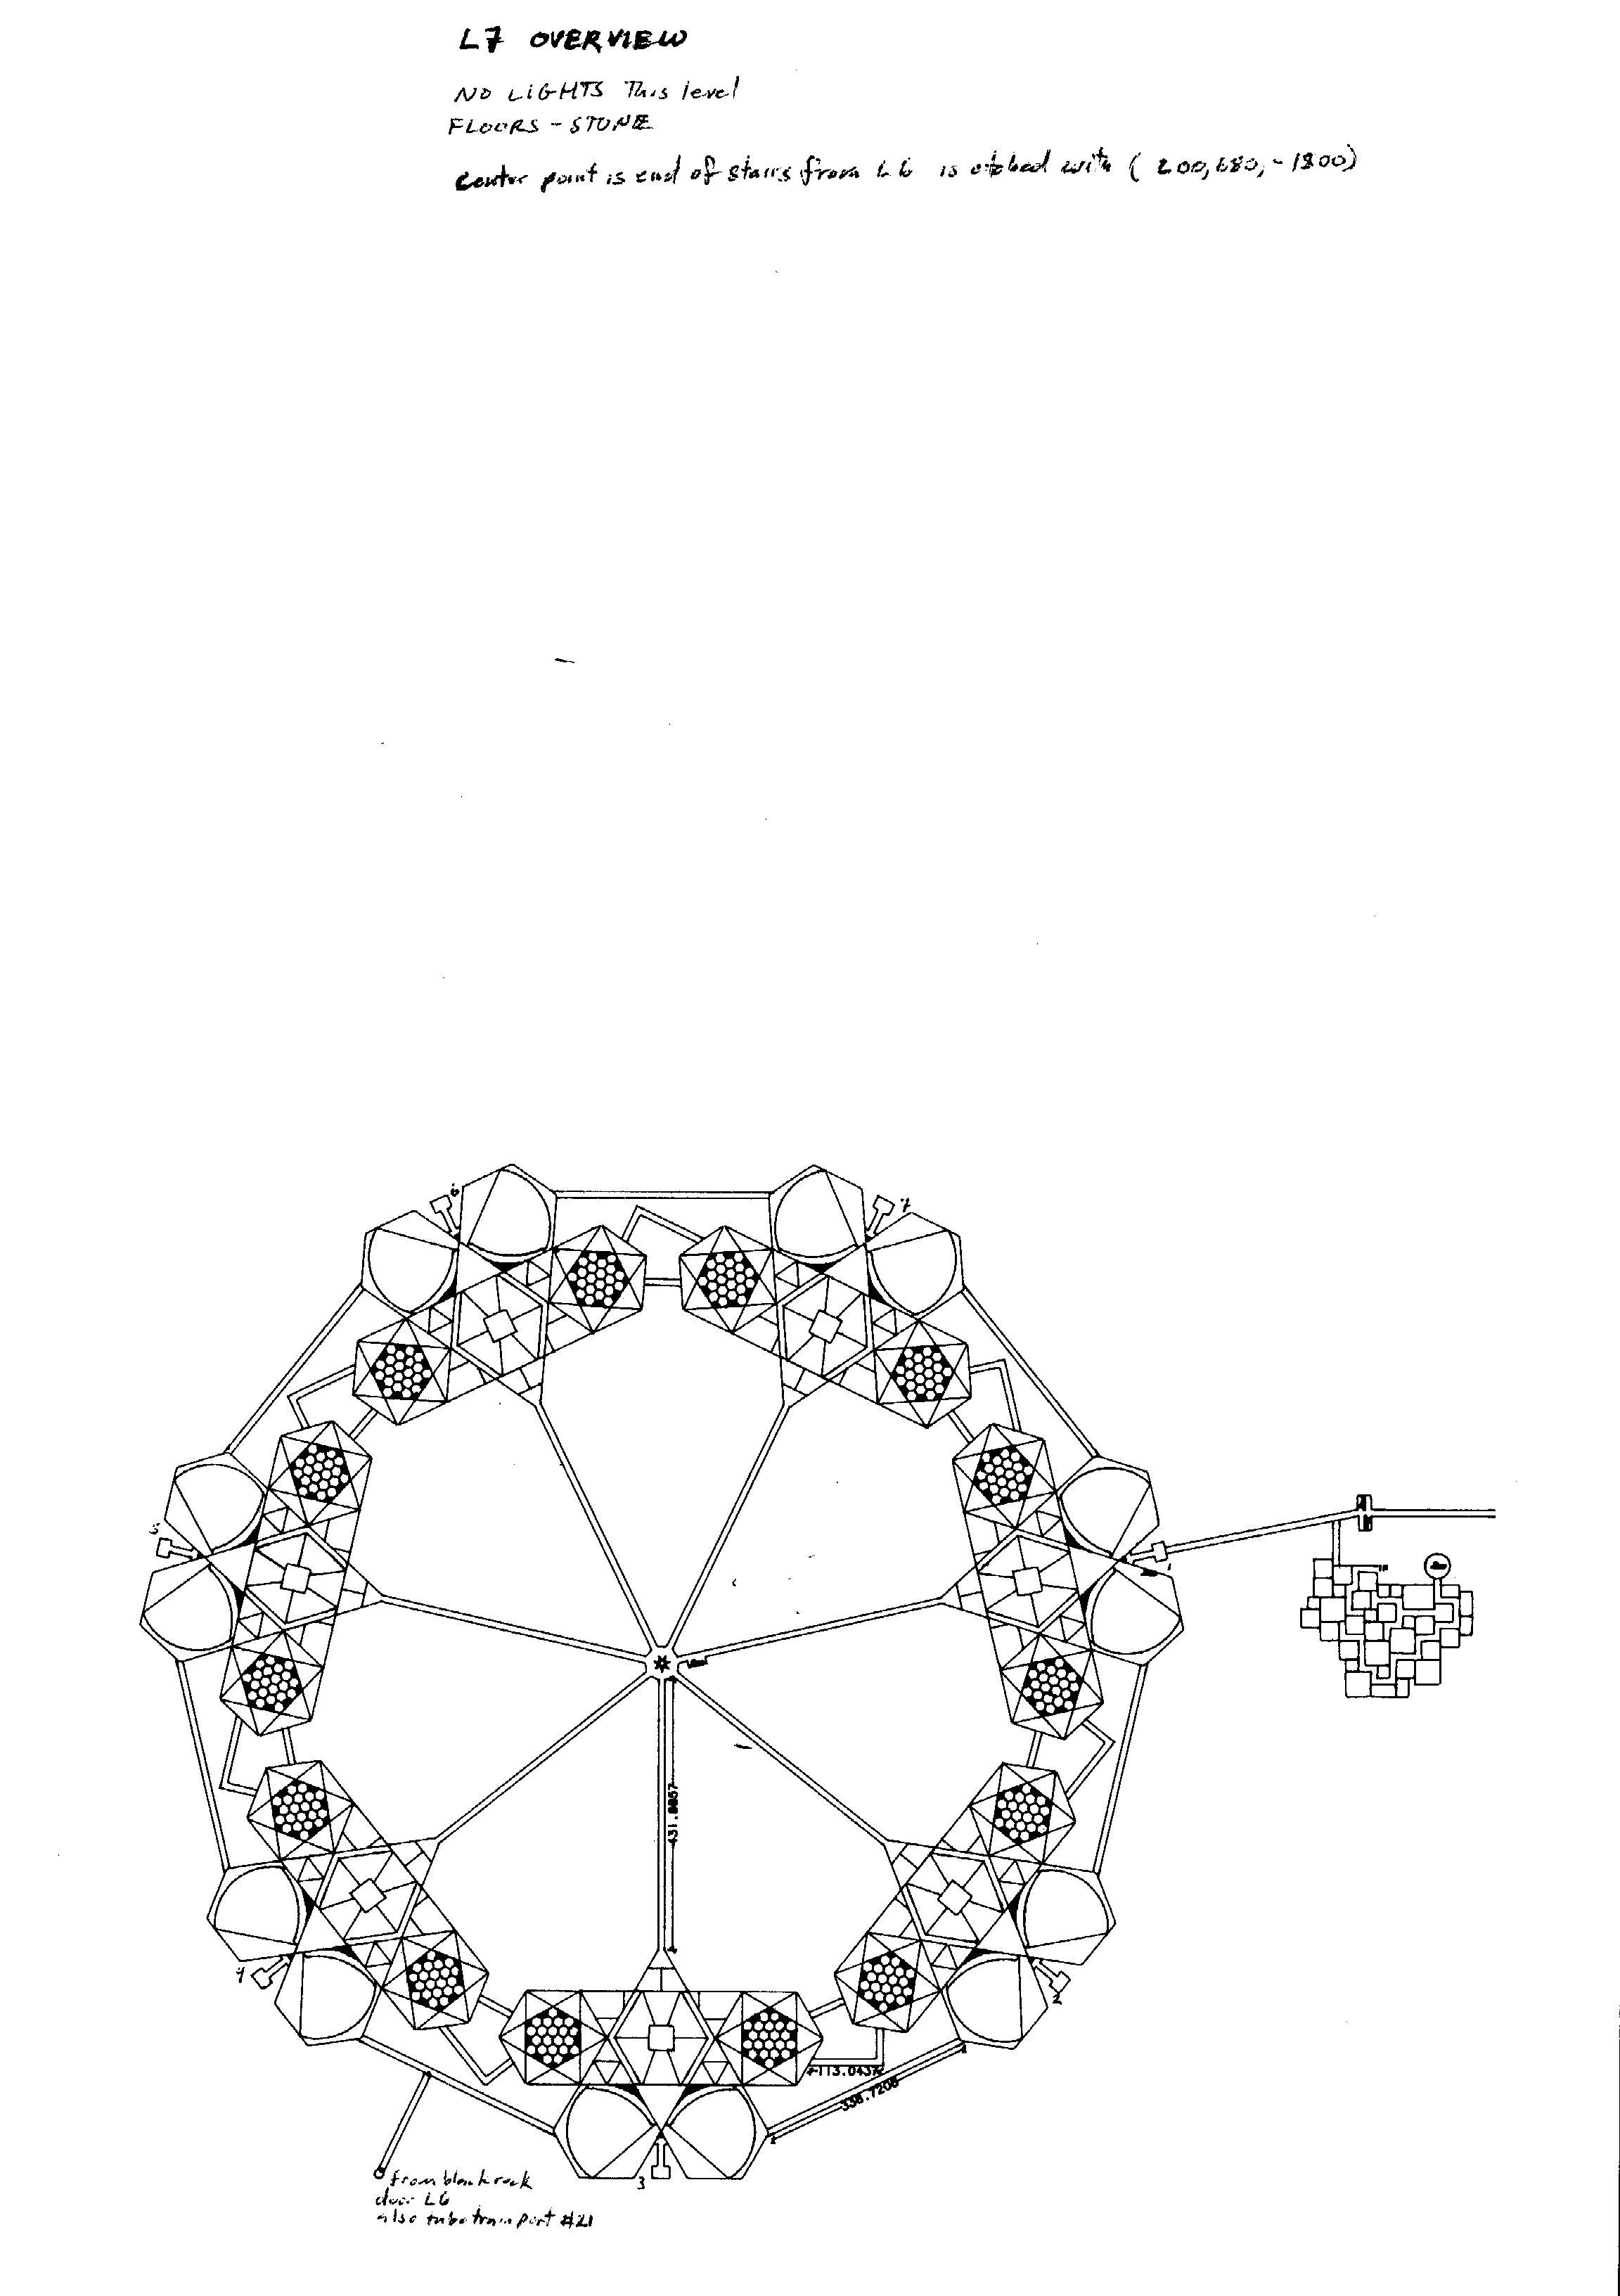 L7 OVERVIEW
NO LIGHTS This level
FLOORS - STONE
center point is end of stairs from L6 is etched with (200,680,-1800)
6
7
5
1
431.8857
4
2
113.0437
338.7208
3
from black rock
door L6
also tube transport #21